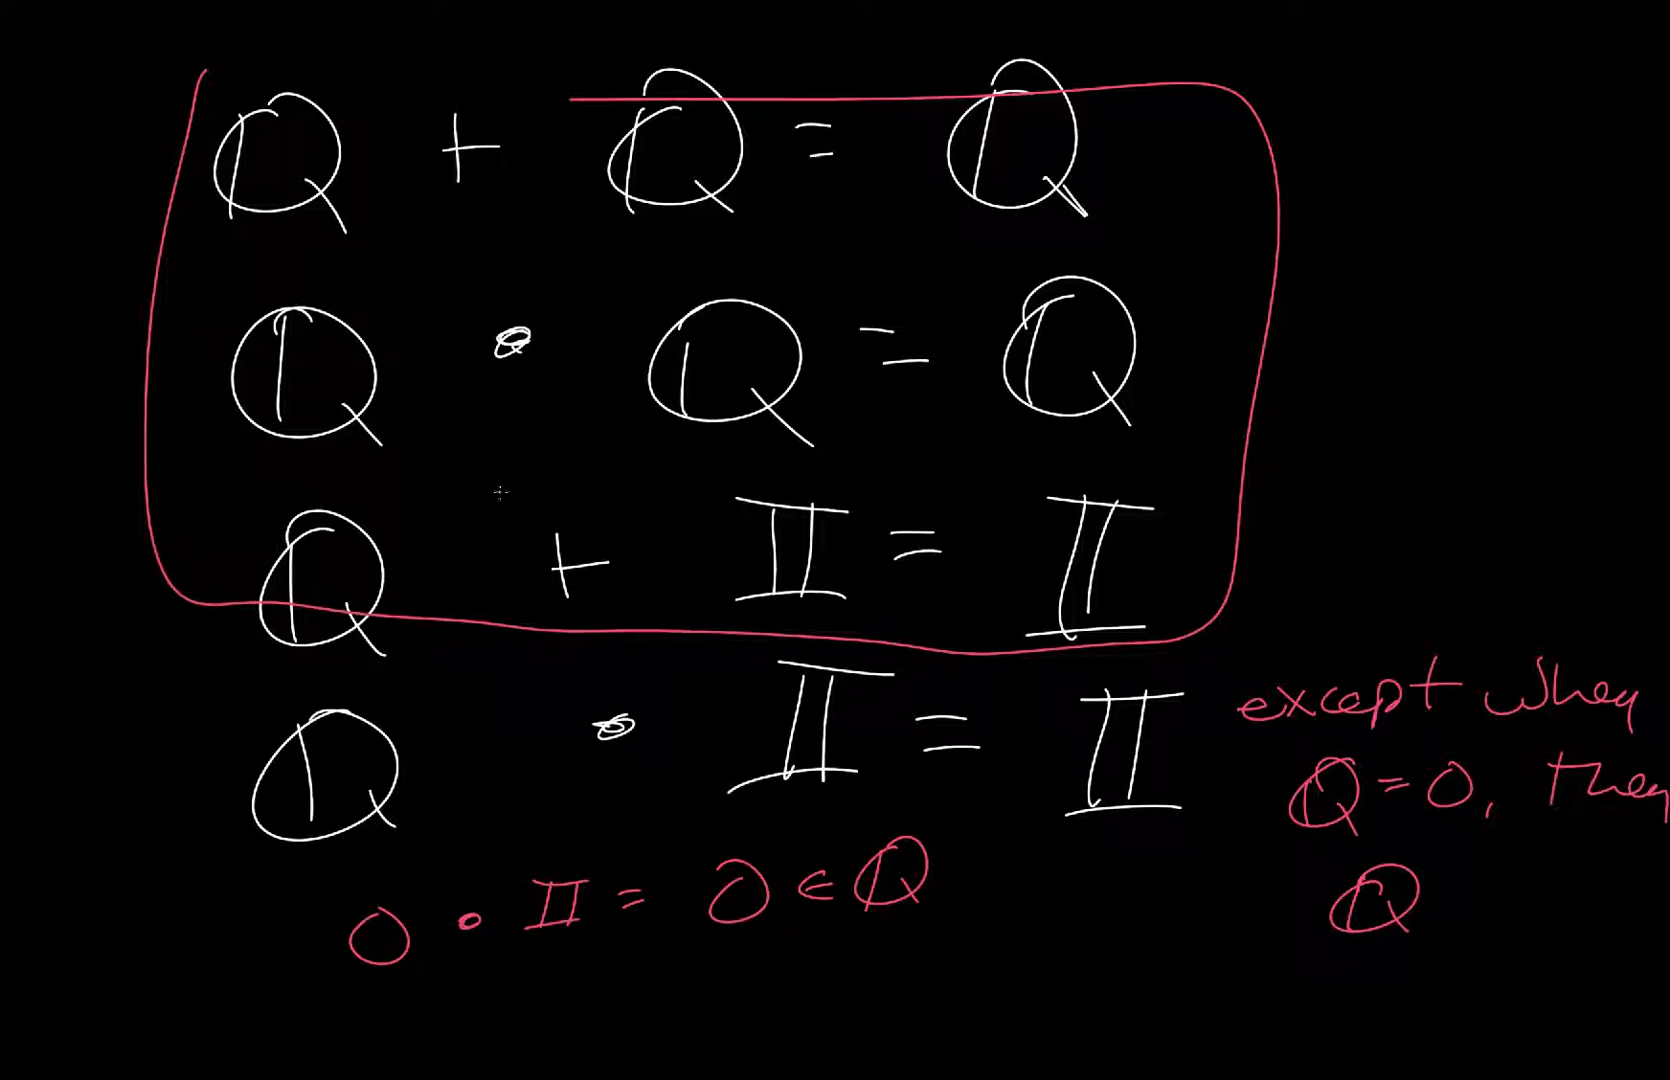 ℚ + ℚ = ℚ
ℚ • ℚ = ℚ
ℚ + 𝕀 = 𝕀
ℚ • 𝕀 = 𝕀 except when
ℚ = 0, then
ℚ
0 • 𝕀 = 0 ∈ ℚ